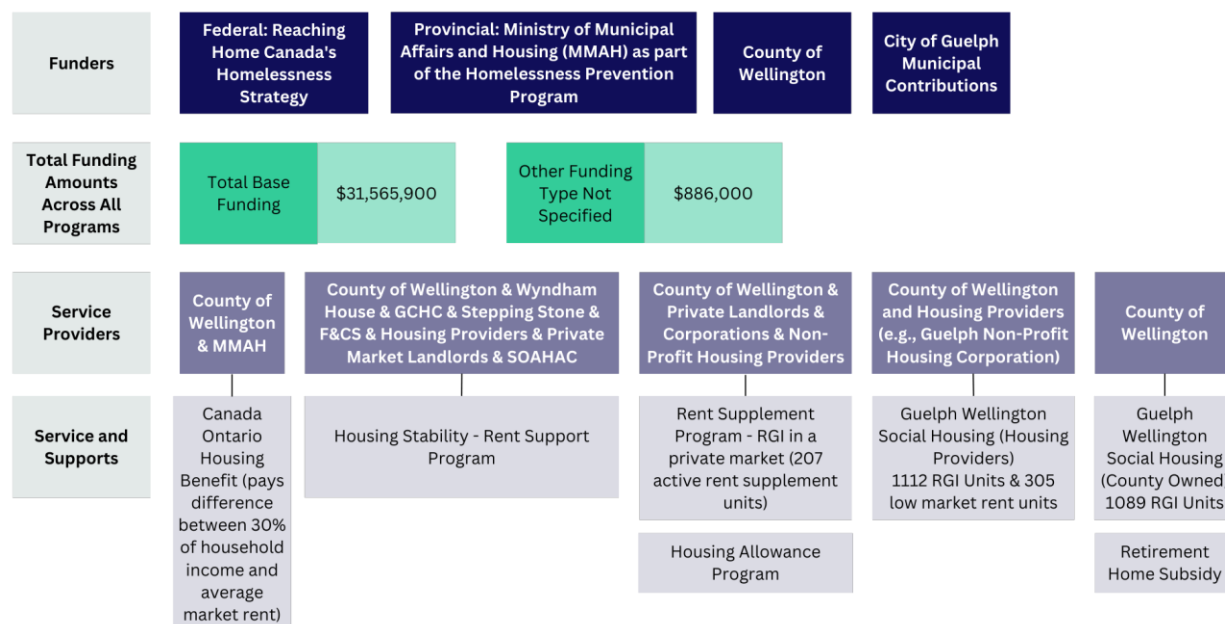 Funders
Federal: Reaching
Home Canada's
Homelessness
Strategy
Provincial: Ministry of Municipal
Affairs and Housing (MMAH) as part
of the Homelessness Prevention
Program
County of
Wellington
City of Guelph
Municipal
Contributions
Total Funding
Amounts
Across All
Programs
Total Base
Funding
$31,565,900
Other Funding
Type Not
Specified
$886,000
Service
Providers
County of
Wellington
& MMAH
County of Wellington & Wyndham
House & GCHC & Stepping Stone &
F&CS & Housing Providers & Private
Market Landlords & SOAHAC
County of Wellington &
Private Landlords &
Corporations & Non-
Profit Housing Providers
County of Wellington
and Housing Providers
(e.g., Guelph Non-Profit
Housing Corporation)
County of
Wellington
Service and
Supports
Canada
Ontario
Housing
Benefit (pays
difference
between 30%
of household
income and
average
market rent)
Housing Stability - Rent Support
Program
Rent Supplement
Program - RGI in a
private market (207
active rent supplement
units)
Housing Allowance
Program
Guelph Wellington
Social Housing (Housing
Providers)
1112 RGI Units & 305
low market rent units
Guelph
Wellington
Social Housing
(County Owned)
1089 RGI Units
Retirement
Home Subsidy